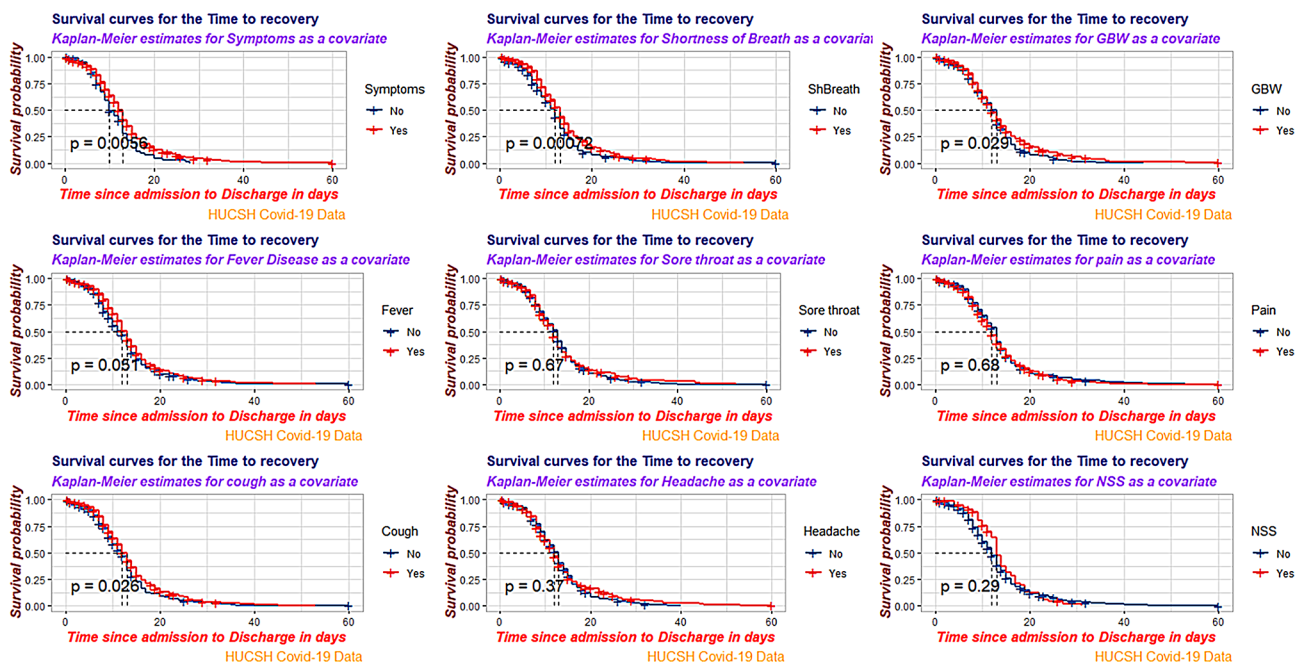 Survival curves for the Time to recovery
Kaplan-Meier estimates for Symptoms as a covariate
Survival probability
1.00
0.75
0.50
0.25
0.00
p = 0.0056
0 20 40 60
Time since admission to Discharge in days
HUCSH Covid-19 Data
Symptoms
No
Yes
Survival curves for the Time to recovery
Kaplan-Meier estimates for Shortness of Breath as a covaria
Survival probability
1.00
0.75
0.50
0.25
0.00
p = 0.00072
0 20 40 60
Time since admission to Discharge in days
HUCSH Covid-19 Data
ShBreath
No
Yes
Survival curves for the Time to recovery
Kaplan-Meier estimates for GBW as a covariate
Survival probability
1.00
0.75
0.50
0.25
0.00
p = 0.029
0 20 40 60
Time since admission to Discharge in days
HUCSH Covid-19 Data
GBW
No
Yes
Survival curves for the Time to recovery
Kaplan-Meier estimates for Fever Disease as a covariate
Survival probability
1.00
0.75
0.50
0.25
0.00
p = 0.051
0 20 40 60
Time since admission to Discharge in days
HUCSH Covid-19 Data
Fever
No
Yes
Survival curves for the Time to recovery
Kaplan-Meier estimates for Sore throat as a covariate
Survival probability
1.00
0.75
0.50
0.25
0.00
p = 0.67
0 20 40 60
Time since admission to Discharge in days
HUCSH Covid-19 Data
Sore throat
No
Yes
Survival curves for the Time to recovery
Kaplan-Meier estimates for pain as a covariate
Survival probability
1.00
0.75
0.50
0.25
0.00
p = 0.68
0 20 40 60
Time since admission to Discharge in days
HUCSH Covid-19 Data
Pain
No
Yes
Survival curves for the Time to recovery
Kaplan-Meier estimates for cough as a covariate
Survival probability
1.00
0.75
0.50
0.25
0.00
p = 0.026
0 20 40 60
Time since admission to Discharge in days
HUCSH Covid-19 Data
Cough
No
Yes
Survival curves for the Time to recovery
Kaplan-Meier estimates for Headache as a covariate
Survival probability
1.00
0.75
0.50
0.25
0.00
p = 0.37
0 20 40 60
Time since admission to Discharge in days
HUCSH Covid-19 Data
Headache
No
Yes
Survival curves for the Time to recovery
Kaplan-Meier estimates for NSS as a covariate
Survival probability
1.00
0.75
0.50
0.25
0.00
p = 0.29
0 20 40 60
Time since admission to Discharge in days
HUCSH Covid-19 Data
NSS
No
Yes